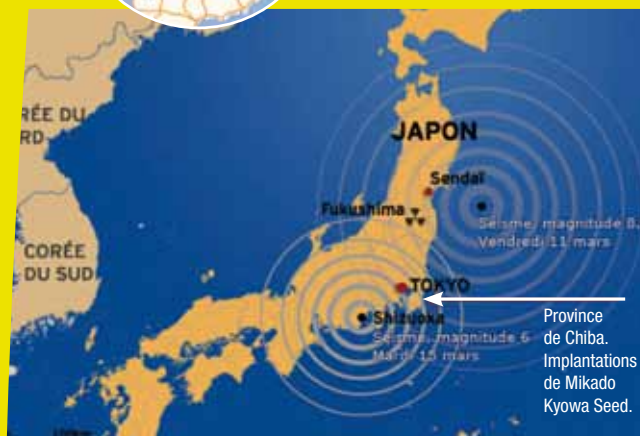 RÉE DU
RD
JAPON
Sendai
Fukushima
Séisme, magnitude 8,
Vendredi 11 mars
CORÉE
DU SUD
TOKYO
Shizuoka
Séisme, magnitude 6
Mardi 15 mars
Province
de Chiba.
Implantations
de Mikado
Kyowa Seed.